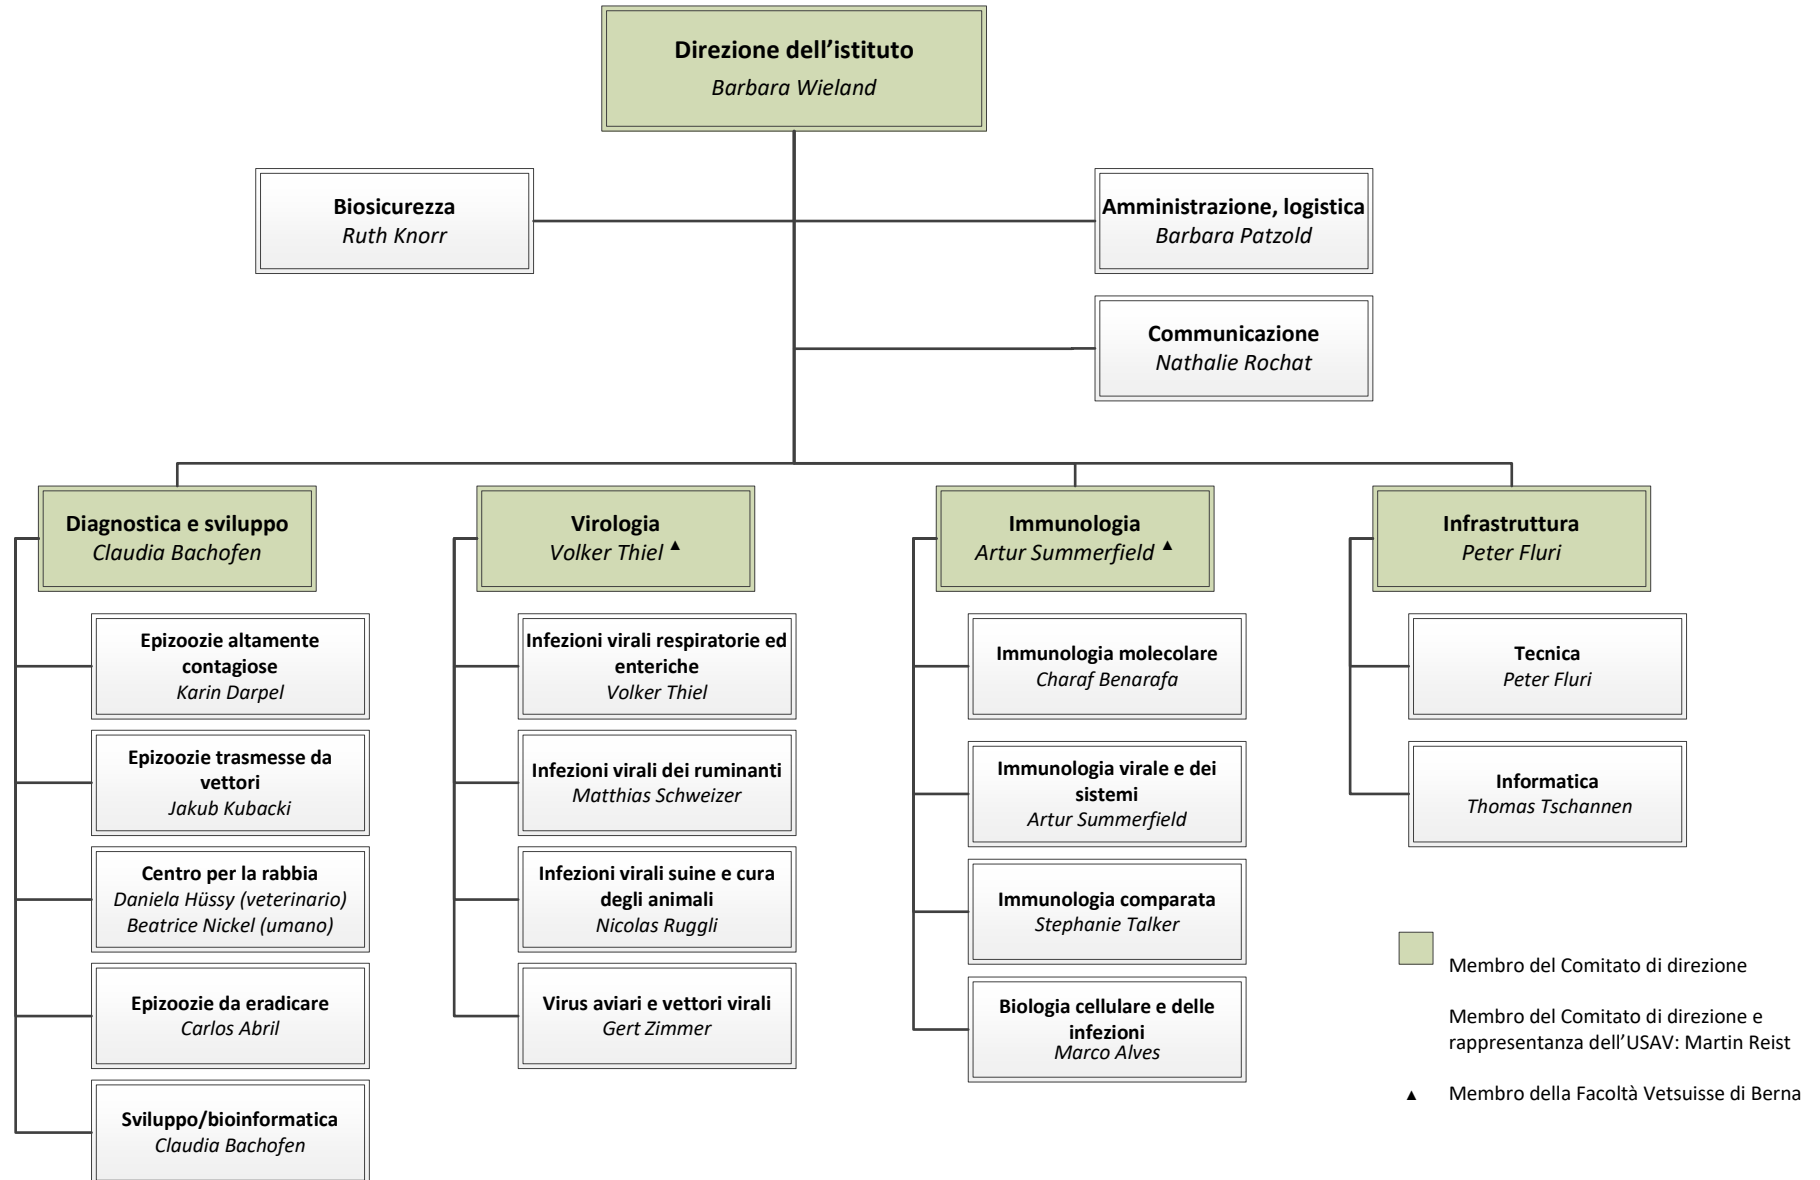 Direzione dell’istituto
Barbara Wieland
Biosicurezza
Ruth Knorr
Amministrazione, logistica
Barbara Patzold
Communicazione
Nathalie Rochat
Diagnostica e sviluppo
Claudia Bachofen
Epizoozie altamente
contagiose
Karin Darpel
Epizoozie trasmesse da
vettori
Jakub Kubacki
Centro per la rabbia
Daniela Hüssy (veterinario)
Beatrice Nickel (umano)
Epizoozie da eradicare
Carlos Abril
Sviluppo/bioinformatica
Claudia Bachofen
Virologia
Volker Thiel ▲
Infezioni virali respiratorie ed
enteriche
Volker Thiel
Infezioni virali dei ruminanti
Matthias Schweizer
Infezioni virali suine e cura
degli animali
Nicolas Ruggli
Virus aviari e vettori virali
Gert Zimmer
Immunologia
Artur Summerfield ▲
Immunologia molecolare
Charaf Benarafa
Immunologia virale e dei
sistemi
Artur Summerfield
Immunologia comparata
Stephanie Talker
Biologia cellulare e delle
infezioni
Marco Alves
Infrastruttura
Peter Fluri
Tecnica
Peter Fluri
Informatica
Thomas Tschannen
Membro del Comitato di direzione
Membro del Comitato di direzione e
rappresentanza dell’USAV: Martin Reist
▲ Membro della Facoltà Vetsuisse di Berna